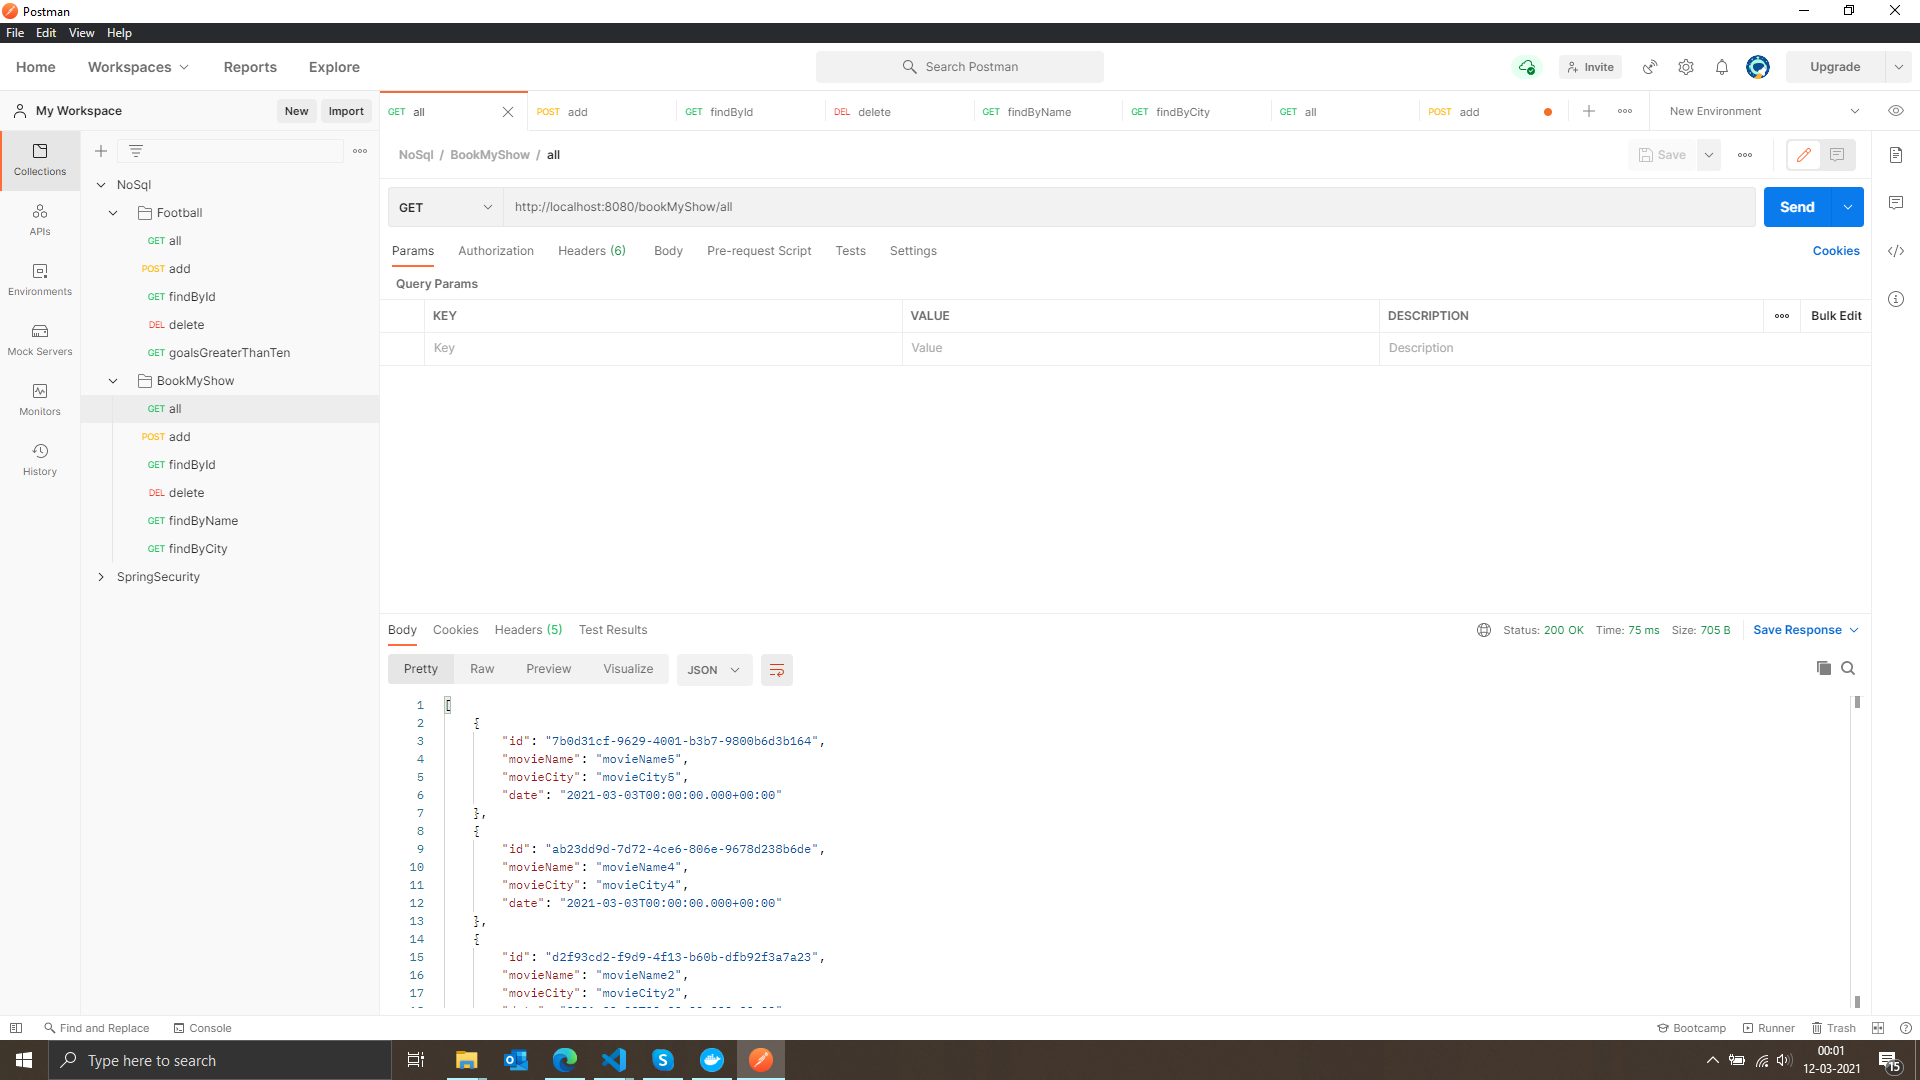 Postman
File Edit View Help
Home Workspaces Reports Explore Search Postman Invite Upgrade
My Workspace New Import GET all POST add GET findById DEL delete GET findByName GET findByCity GET all POST add New Environment
Collections
APIs
Environments
Mock Servers
Monitors
History
NoSql
Football
GET all
POST add
GET findById
DEL delete
GET goalsGreaterThanTen
BookMyShow
GET all
POST add
GET findById
DEL delete
GET findByName
GET findByCity
SpringSecurity
NoSql / BookMyShow / all Save
GET http://localhost:8080/bookMyShow/all Send
Params Authorization Headers (6) Body Pre-request Script Tests Settings Cookies
Query Params
KEY VALUE DESCRIPTION Bulk Edit
Key Value Description
Body Cookies Headers (5) Test Results Status: 200 OK Time: 75 ms Size: 705 B Save Response
Pretty Raw Preview Visualize JSON
1 [
2 {
3 "id": "7b0d31cf-9629-4001-b3b7-9800b6d3b164",
4 "movieName": "movieName5",
5 "movieCity": "movieCity5",
6 "date": "2021-03-03T00:00:00.000+00:00"
7 },
8 {
9 "id": "ab23dd9d-7d72-4ce6-806e-9678d238b6de",
10 "movieName": "movieName4",
11 "movieCity": "movieCity4",
12 "date": "2021-03-03T00:00:00.000+00:00"
13 },
14 {
15 "id": "d2f93cd2-f9d9-4f13-b60b-dfb92f3a7a23",
16 "movieName": "movieName2",
17 "movieCity": "movieCity2",
Find and Replace Console Bootcamp Runner Trash
Type here to search
00:01
12-03-2021
15